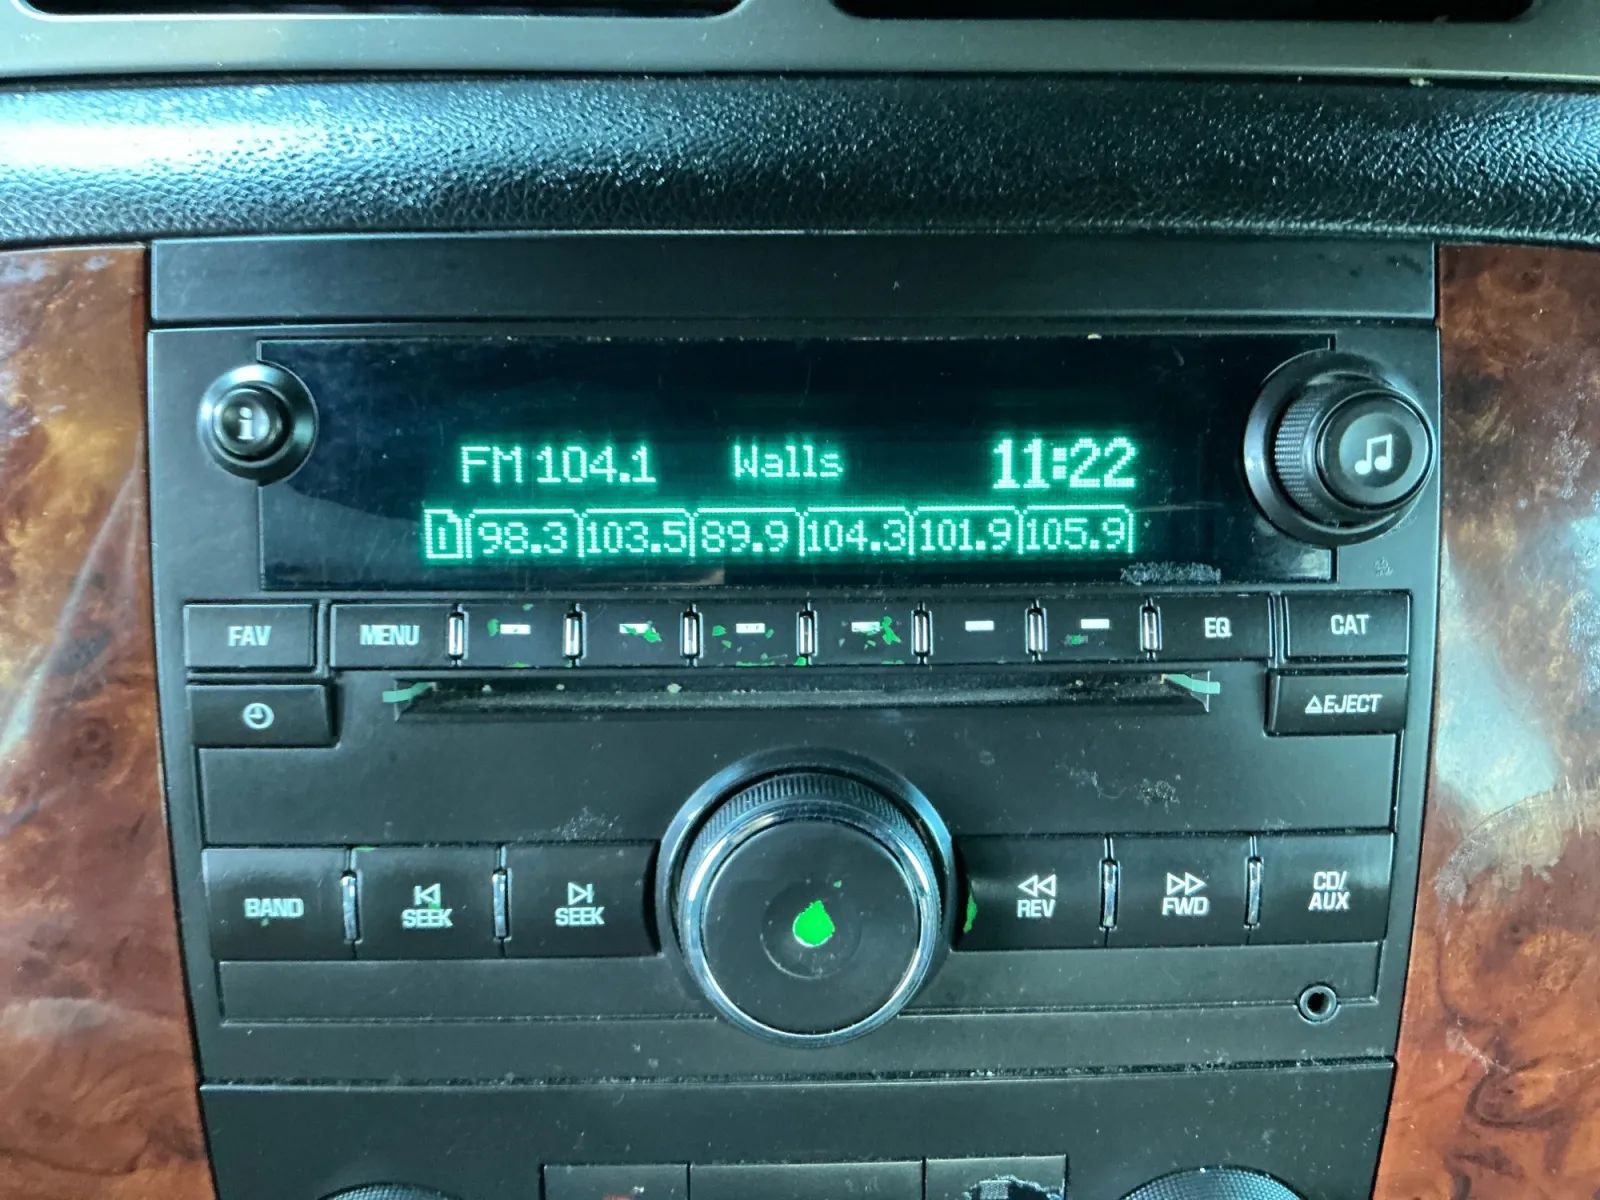 i
FM 104.1 Walls 11:22
1 98.3 103.5 89.9 104.3 101.9 105.9
FAV MENU EQ CAT
EJECT
BAND SEEK SEEK REV FWD CD/
AUX